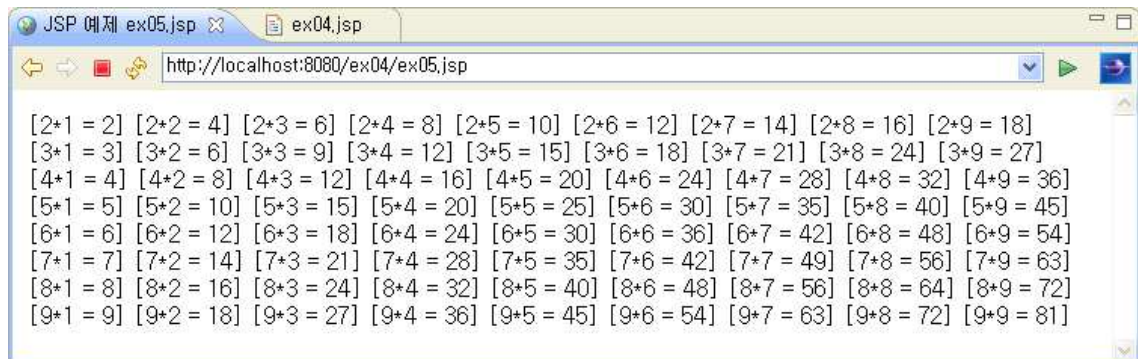 JSP 예제 ex05.jsp ex04.jsp
http://localhost:8080/ex04/ex05.jsp
[2*1 = 2] [2*2 = 4] [2*3 = 6] [2*4 = 8] [2*5 = 10] [2*6 = 12] [2*7 = 14] [2*8 = 16] [2*9 = 18]
[3*1 = 3] [3*2 = 6] [3*3 = 9] [3*4 = 12] [3*5 = 15] [3*6 = 18] [3*7 = 21] [3*8 = 24] [3*9 = 27]
[4*1 = 4] [4*2 = 8] [4*3 = 12] [4*4 = 16] [4*5 = 20] [4*6 = 24] [4*7 = 28] [4*8 = 32] [4*9 = 36]
[5*1 = 5] [5*2 = 10] [5*3 = 15] [5*4 = 20] [5*5 = 25] [5*6 = 30] [5*7 = 35] [5*8 = 40] [5*9 = 45]
[6*1 = 6] [6*2 = 12] [6*3 = 18] [6*4 = 24] [6*5 = 30] [6*6 = 36] [6*7 = 42] [6*8 = 48] [6*9 = 54]
[7*1 = 7] [7*2 = 14] [7*3 = 21] [7*4 = 28] [7*5 = 35] [7*6 = 42] [7*7 = 49] [7*8 = 56] [7*9 = 63]
[8*1 = 8] [8*2 = 16] [8*3 = 24] [8*4 = 32] [8*5 = 40] [8*6 = 48] [8*7 = 56] [8*8 = 64] [8*9 = 72]
[9*1 = 9] [9*2 = 18] [9*3 = 27] [9*4 = 36] [9*5 = 45] [9*6 = 54] [9*7 = 63] [9*8 = 72] [9*9 = 81]